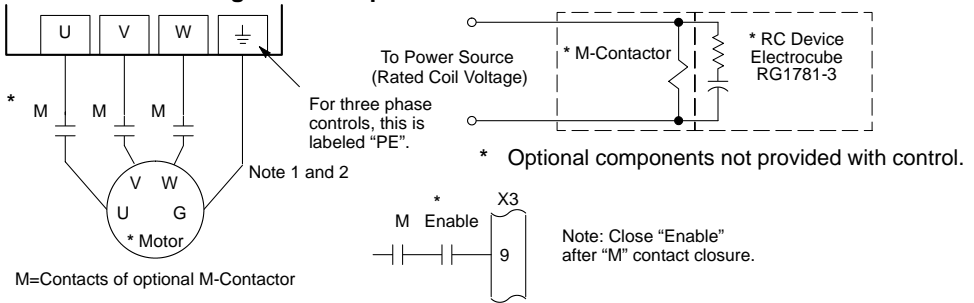 U V W
* M M M
For three phase
controls, this is
labeled “PE”.
Note 1 and 2
V W
U G
* Motor
M=Contacts of optional M-Contactor
To Power Source
(Rated Coil Voltage)
* M-Contactor
* RC Device
Electrocube
RG1781-3
* Optional components not provided with control.
*
M Enable
X3
9
Note: Close “Enable”
after “M” contact closure.